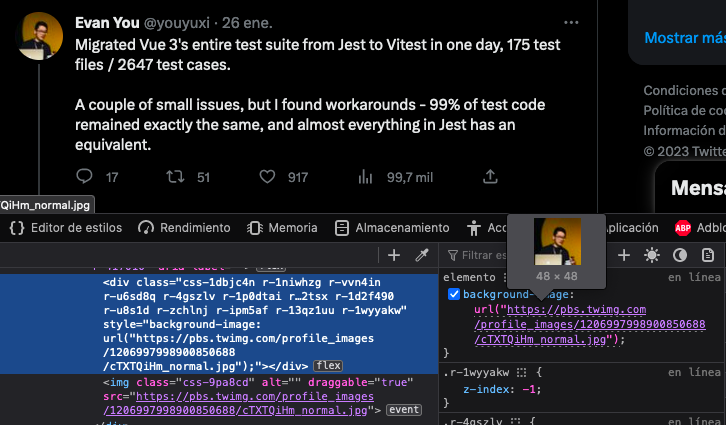 Evan You @youyuxi · 26 ene.
Migrated Vue 3's entire test suite from Jest to Vitest in one day, 175 test
files / 2647 test cases.
A couple of small issues, but I found workarounds - 99% of test code
remained exactly the same, and almost everything in Jest has an
equivalent.
17 51 917 99,7 mil
Mostrar más
Condiciones
Política de
Información
© 2023
QiHm_normal.jpg
{} Editor de estilos Rendimiento Memoria Almacenamiento ABP
+
<div class="css-1dbjc4n r-1niwhzg r-vvn4in
r-u6sd8q r-4gszlv r-1p0dtai r…2tsx r-1d2f490
r-u8s1d r-zchlnj r-ipm5af r-13qz1uu r-1wyyakw"
style="background-image:
url("https://pbs.twimg.com/profile_images
/1206997998900850688
/cTXTQiHm_normal.jpg");"></div> flex
<img class="css-9pa8cd" alt="" draggable="true"
src="https://pbs.twimg.com/profile_images
/1206997998900850688
/cTXTQiHm_normal.jpg"> event
48 × 48
Filtrar +
elemento en línea
background-image:
url("https://pbs.twimg.com
/profile_images/1206997998900850688
/cTXTQiHm_normal.jpg");
}
.r-1wyyakw { en línea
z-index: -1;
}
.r-4gszlv { en línea